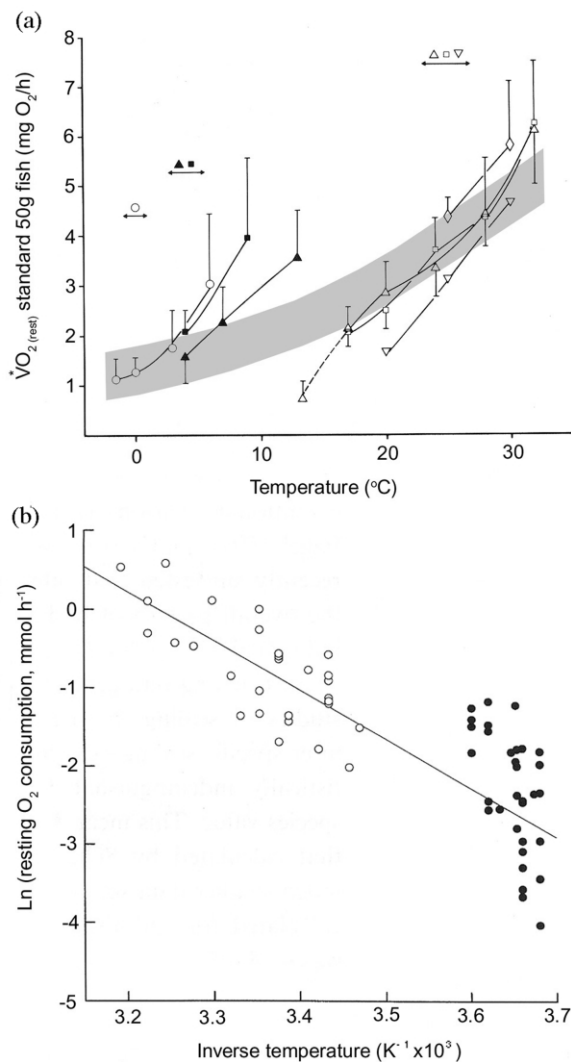 (a)
8
7
6
5
4
3
2
1
V̇O2 (rest) standard 50g fish (mg O2/h)
0 10 20 30
Temperature (°C)
(b)
1
0
-1
-2
-3
-4
-5
Ln (resting O2 consumption, mmol h-1)
3.2 3.3 3.4 3.5 3.6 3.7
Inverse temperature (K-1 x103)